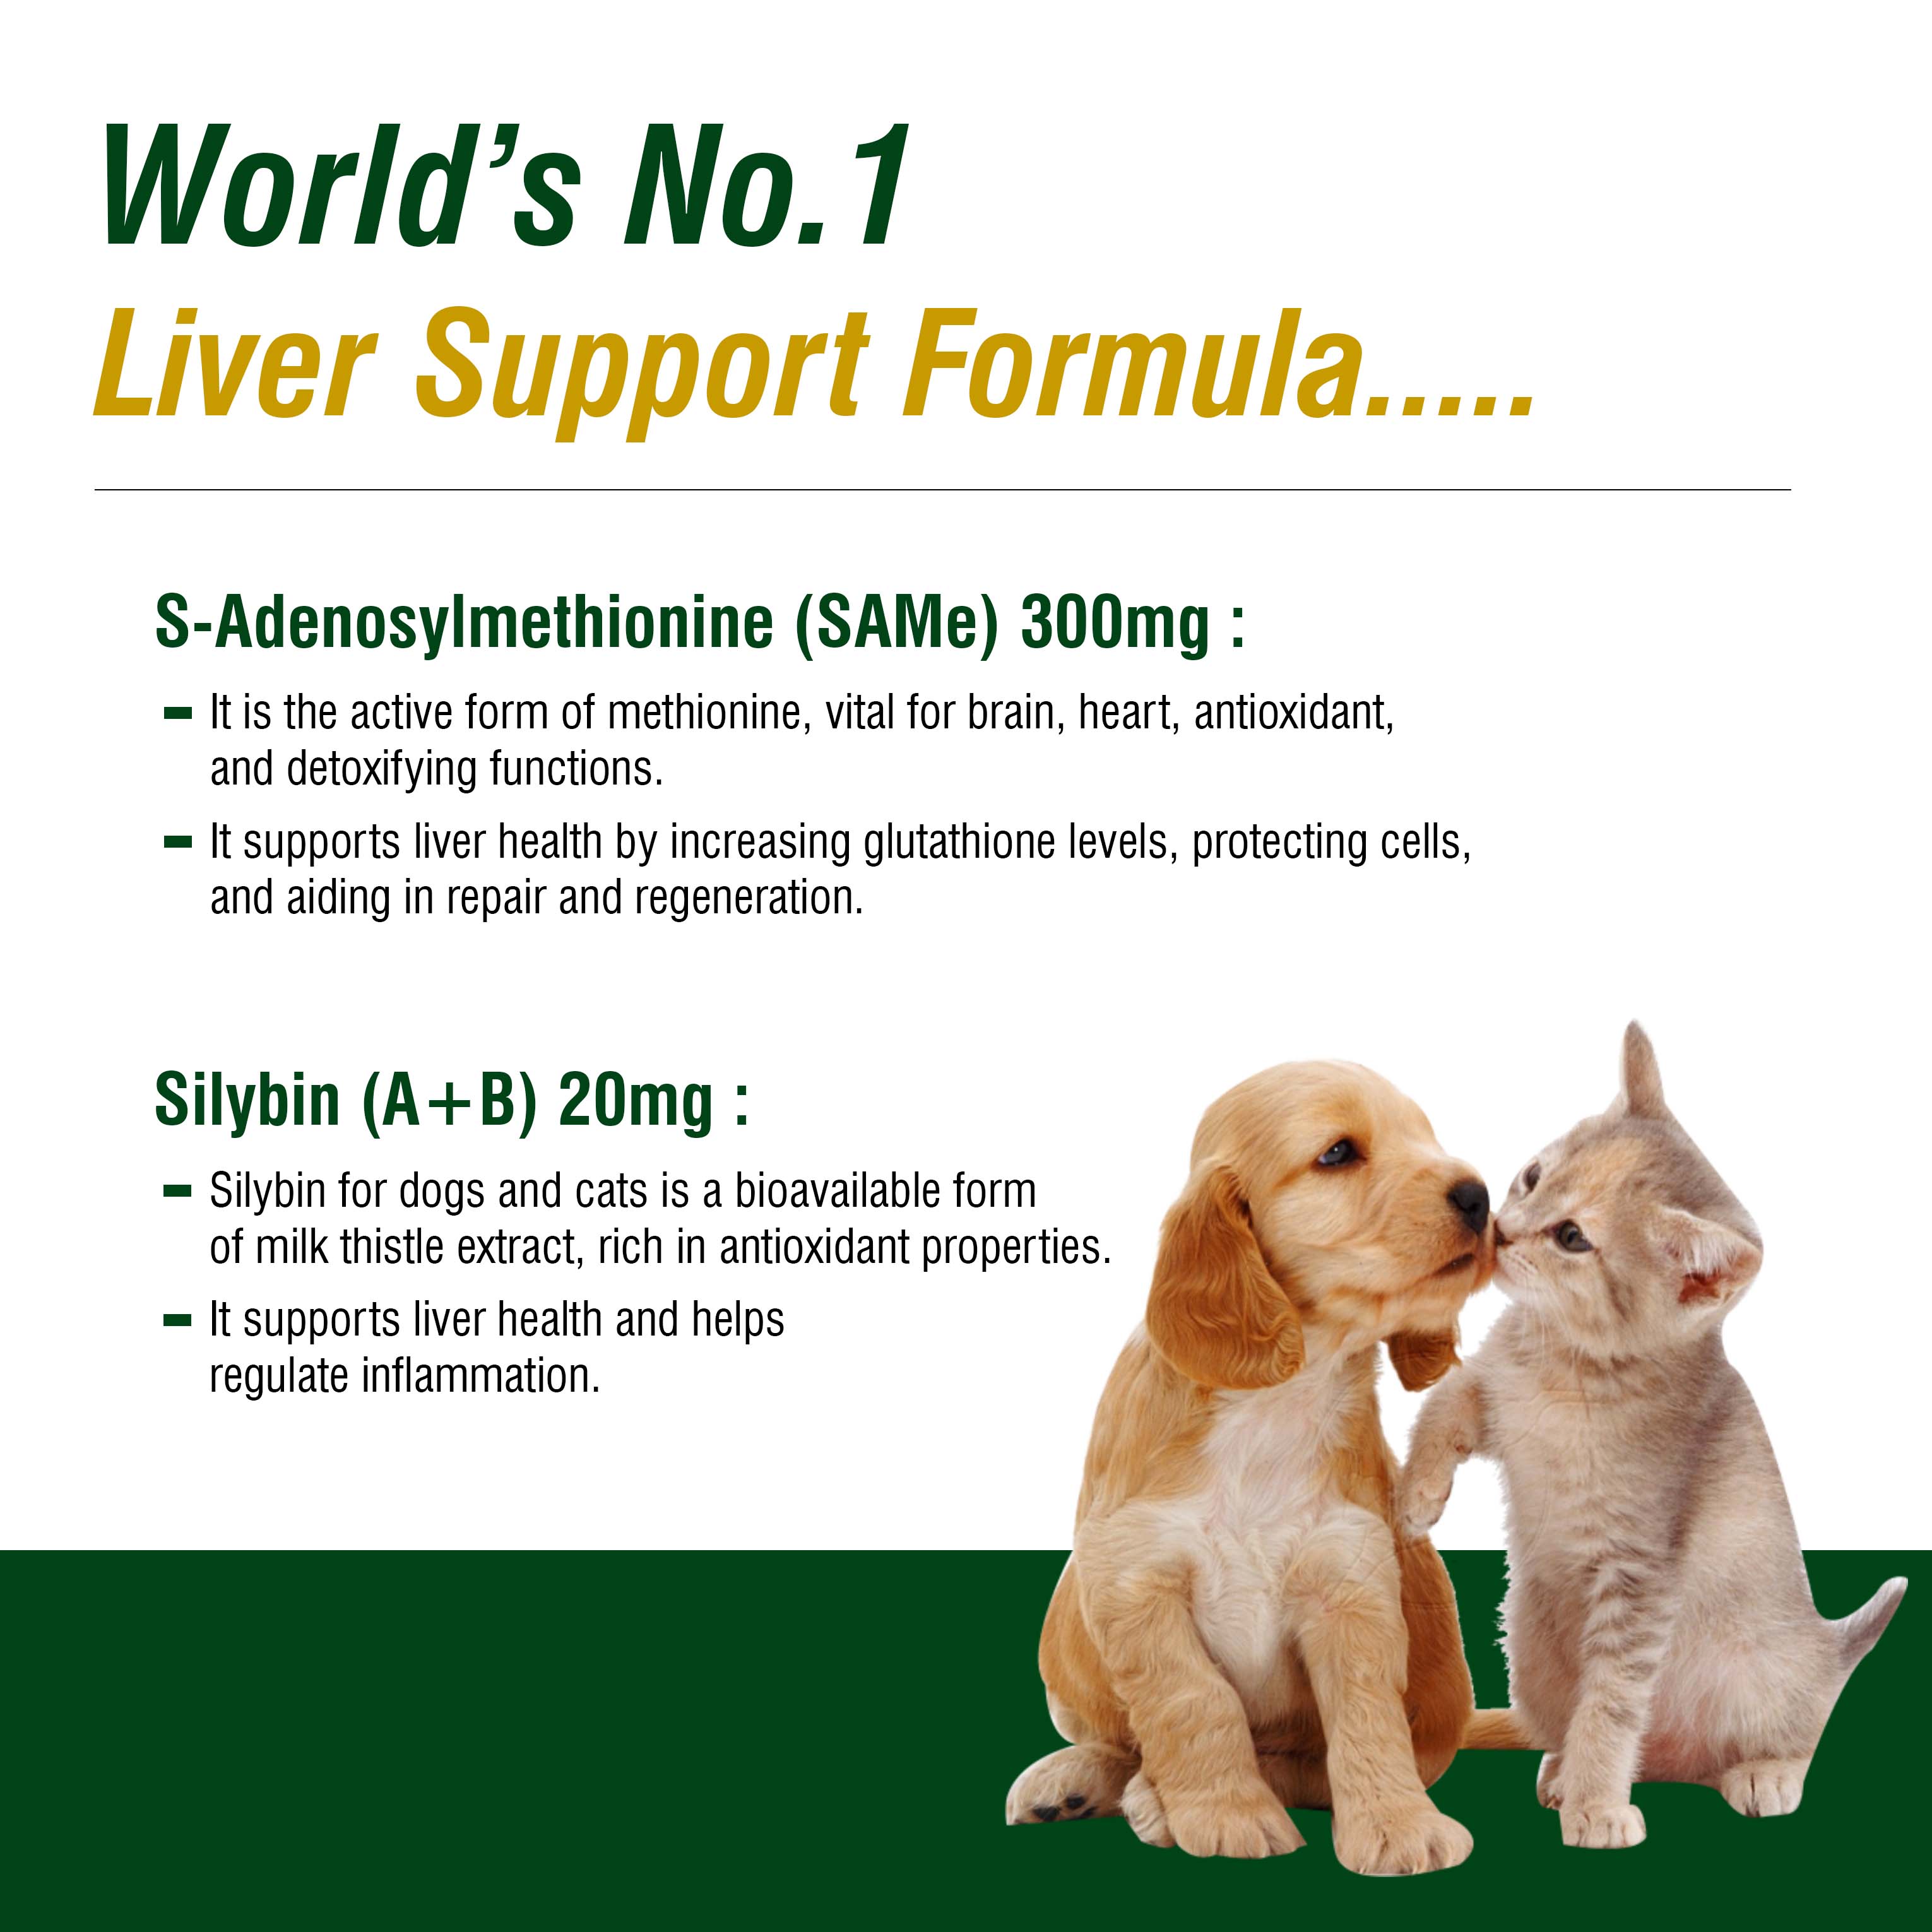 World’s No.1
Liver Support Formula.....
S-Adenosylmethionine (SAMe) 300mg :
It is the active form of methionine, vital for brain, heart, antioxidant,
and detoxifying functions.
It supports liver health by increasing glutathione levels, protecting cells,
and aiding in repair and regeneration.
Silybin (A+B) 20mg :
Silybin for dogs and cats is a bioavailable form
of milk thistle extract, rich in antioxidant properties.
It supports liver health and helps
regulate inflammation.